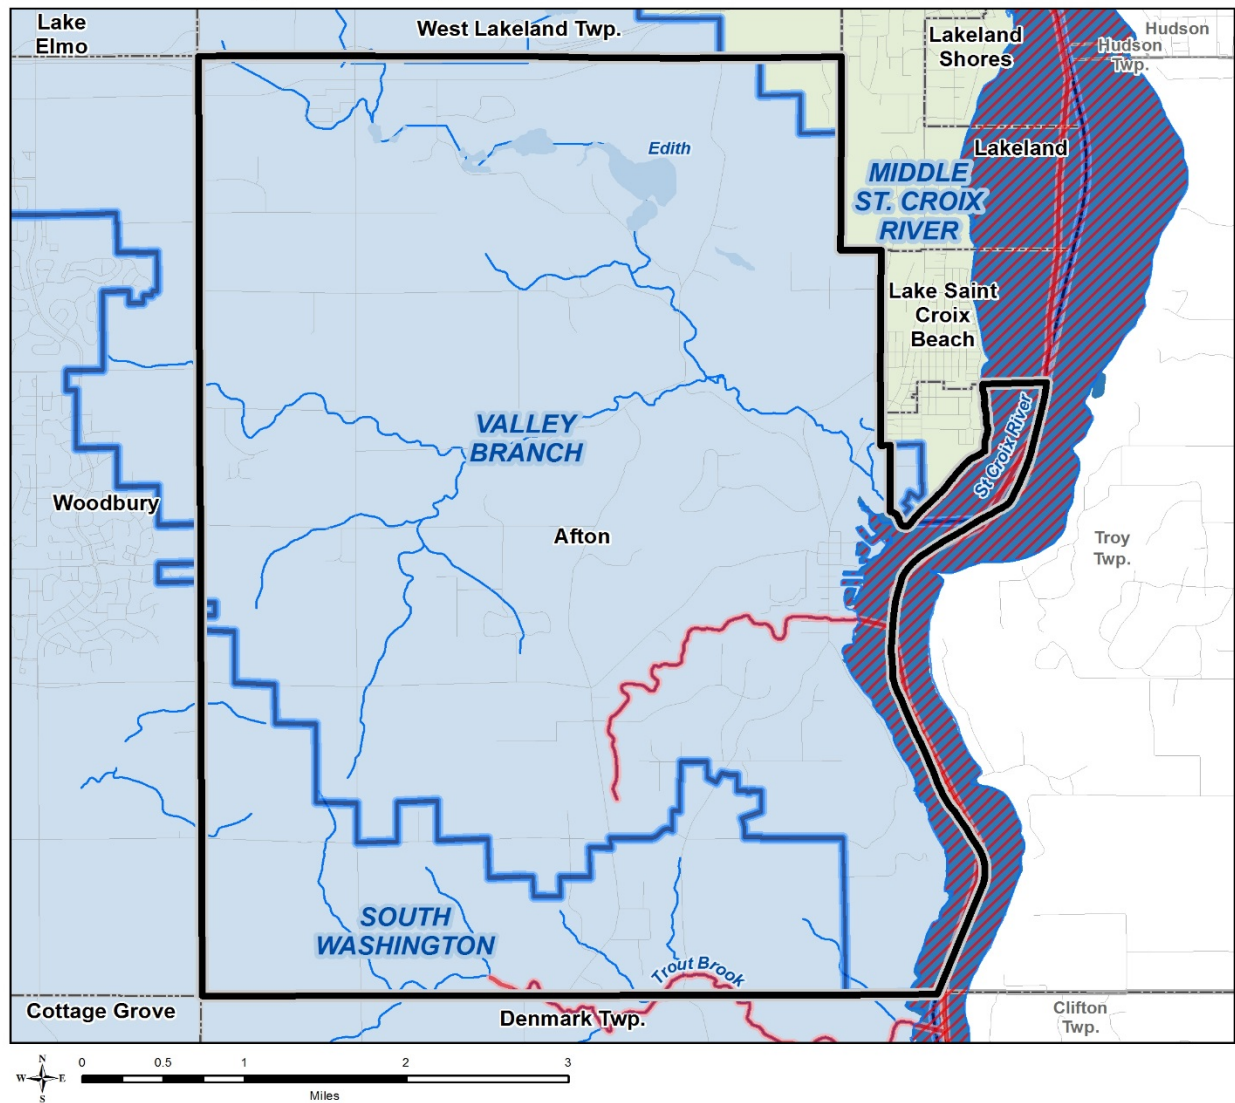 Lake
Elmo
West Lakeland Twp.
Lakeland
Shores
Hudson
Hudson
Twp.
Edith
Lakeland
MIDDLE
ST. CROIX
RIVER
Lake Saint
Croix
Beach
St Croix River
VALLEY
BRANCH
Woodbury
Afton
Troy
Twp.
SOUTH
WASHINGTON
Trout Brook
Cottage Grove
Denmark Twp.
Clifton
Twp.
N
W E
S
0 0.5 1 2 3
Miles